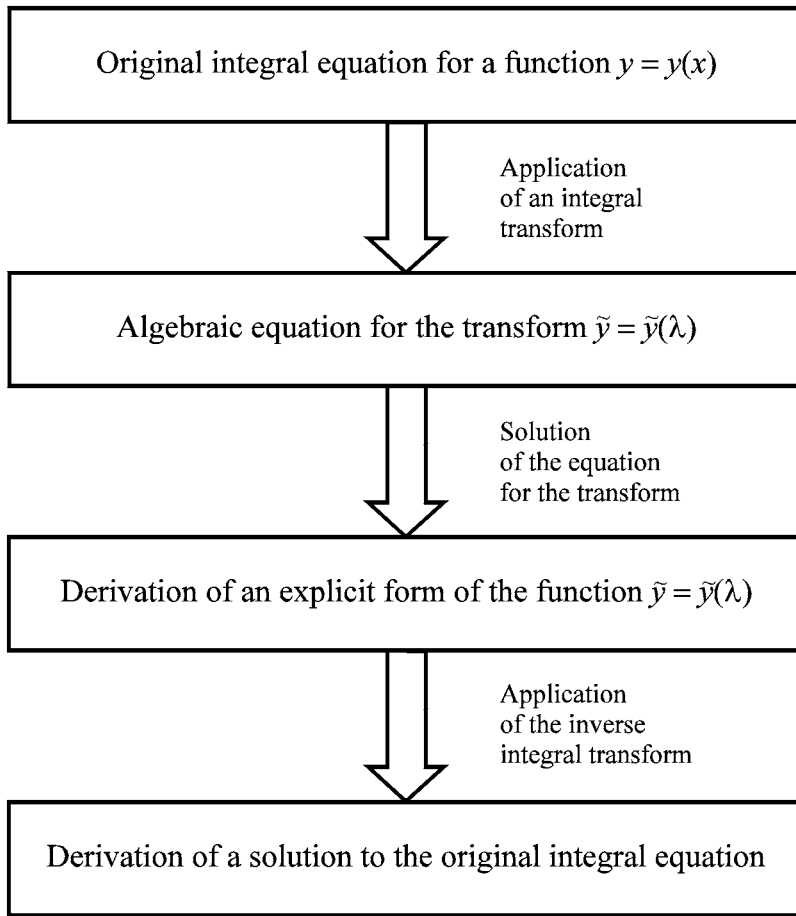 Original integral equation for a function y = y(x)
Application
of an integral
transform
Algebraic equation for the transform ỹ = ỹ(λ)
Solution
of the equation
for the transform
Derivation of an explicit form of the function ỹ = ỹ(λ)
Application
of the inverse
integral transform
Derivation of a solution to the original integral equation